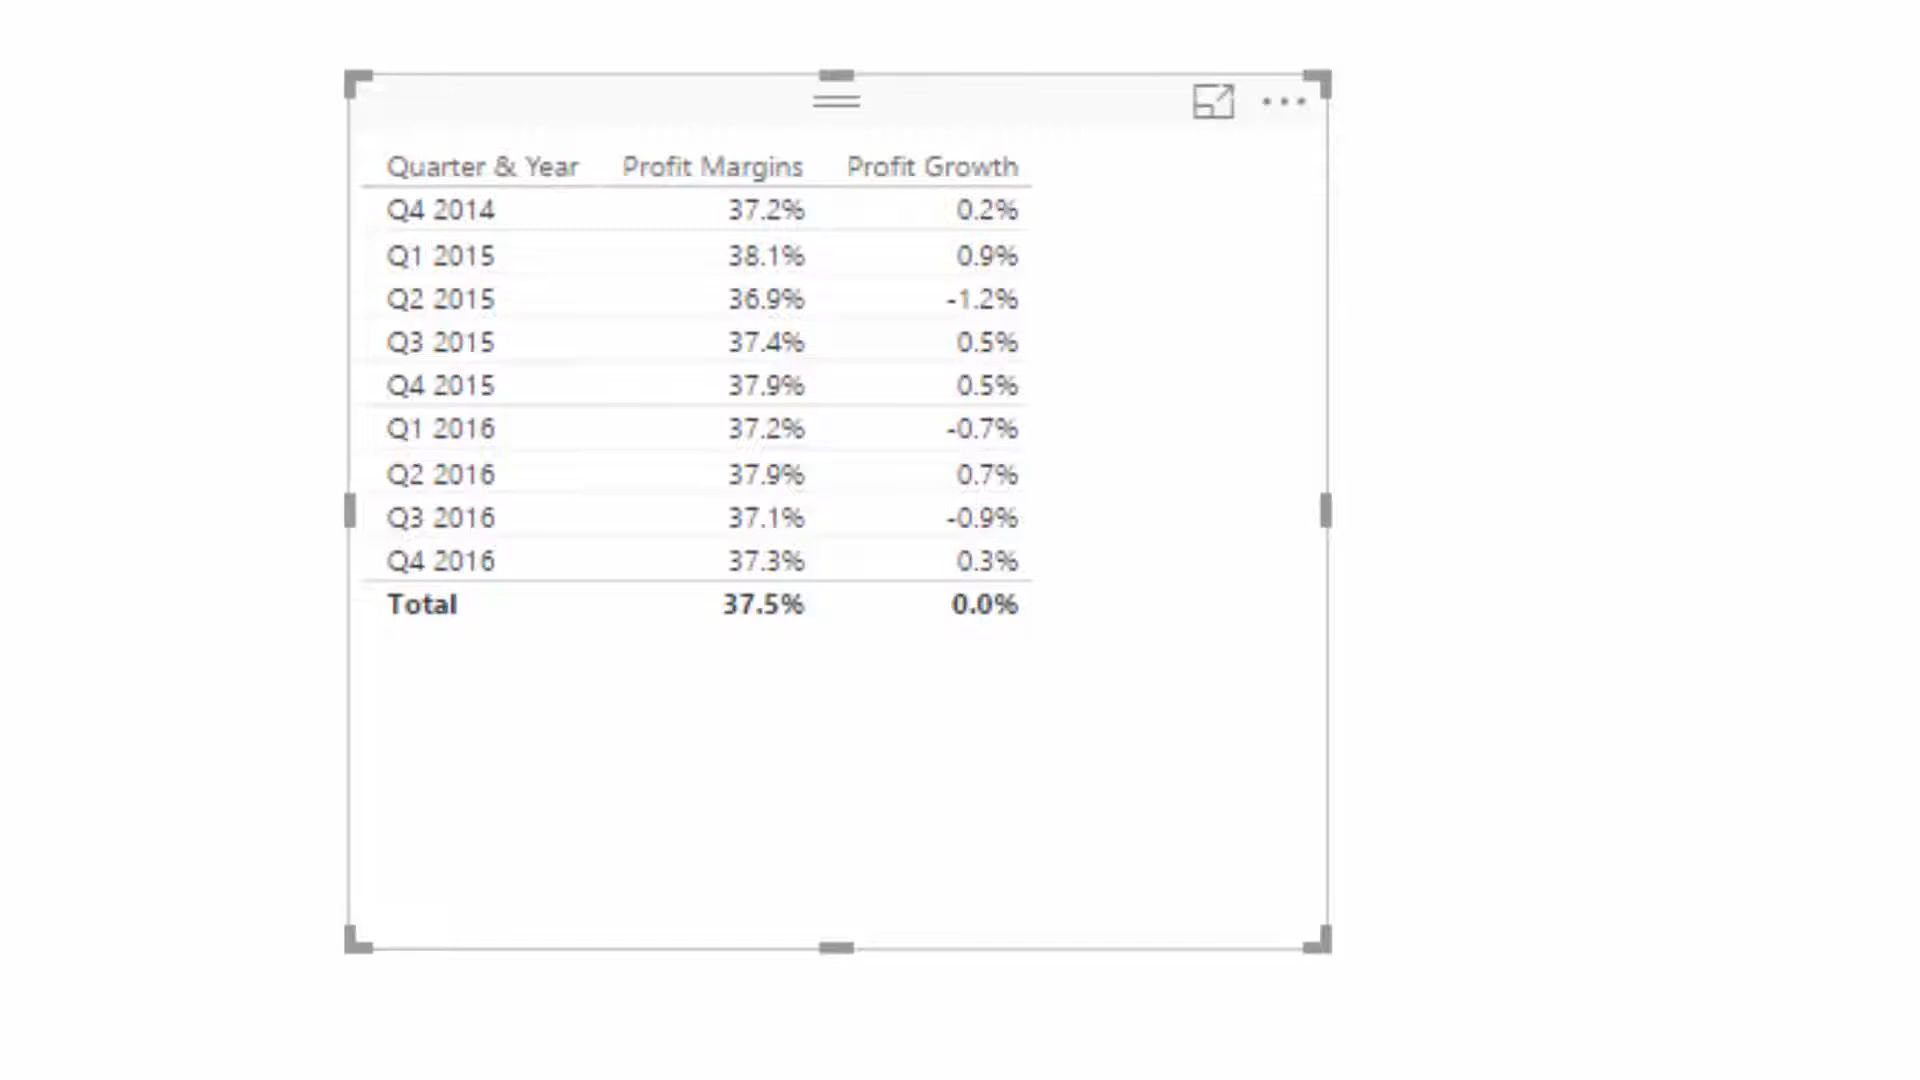 Quarter & Year Profit Margins Profit Growth
Q4 2014 37.2% 0.2%
Q1 2015 38.1% 0.9%
Q2 2015 36.9% -1.2%
Q3 2015 37.4% 0.5%
Q4 2015 37.9% 0.5%
Q1 2016 37.2% -0.7%
Q2 2016 37.9% 0.7%
Q3 2016 37.1% -0.9%
Q4 2016 37.3% 0.3%
Total 37.5% 0.0%